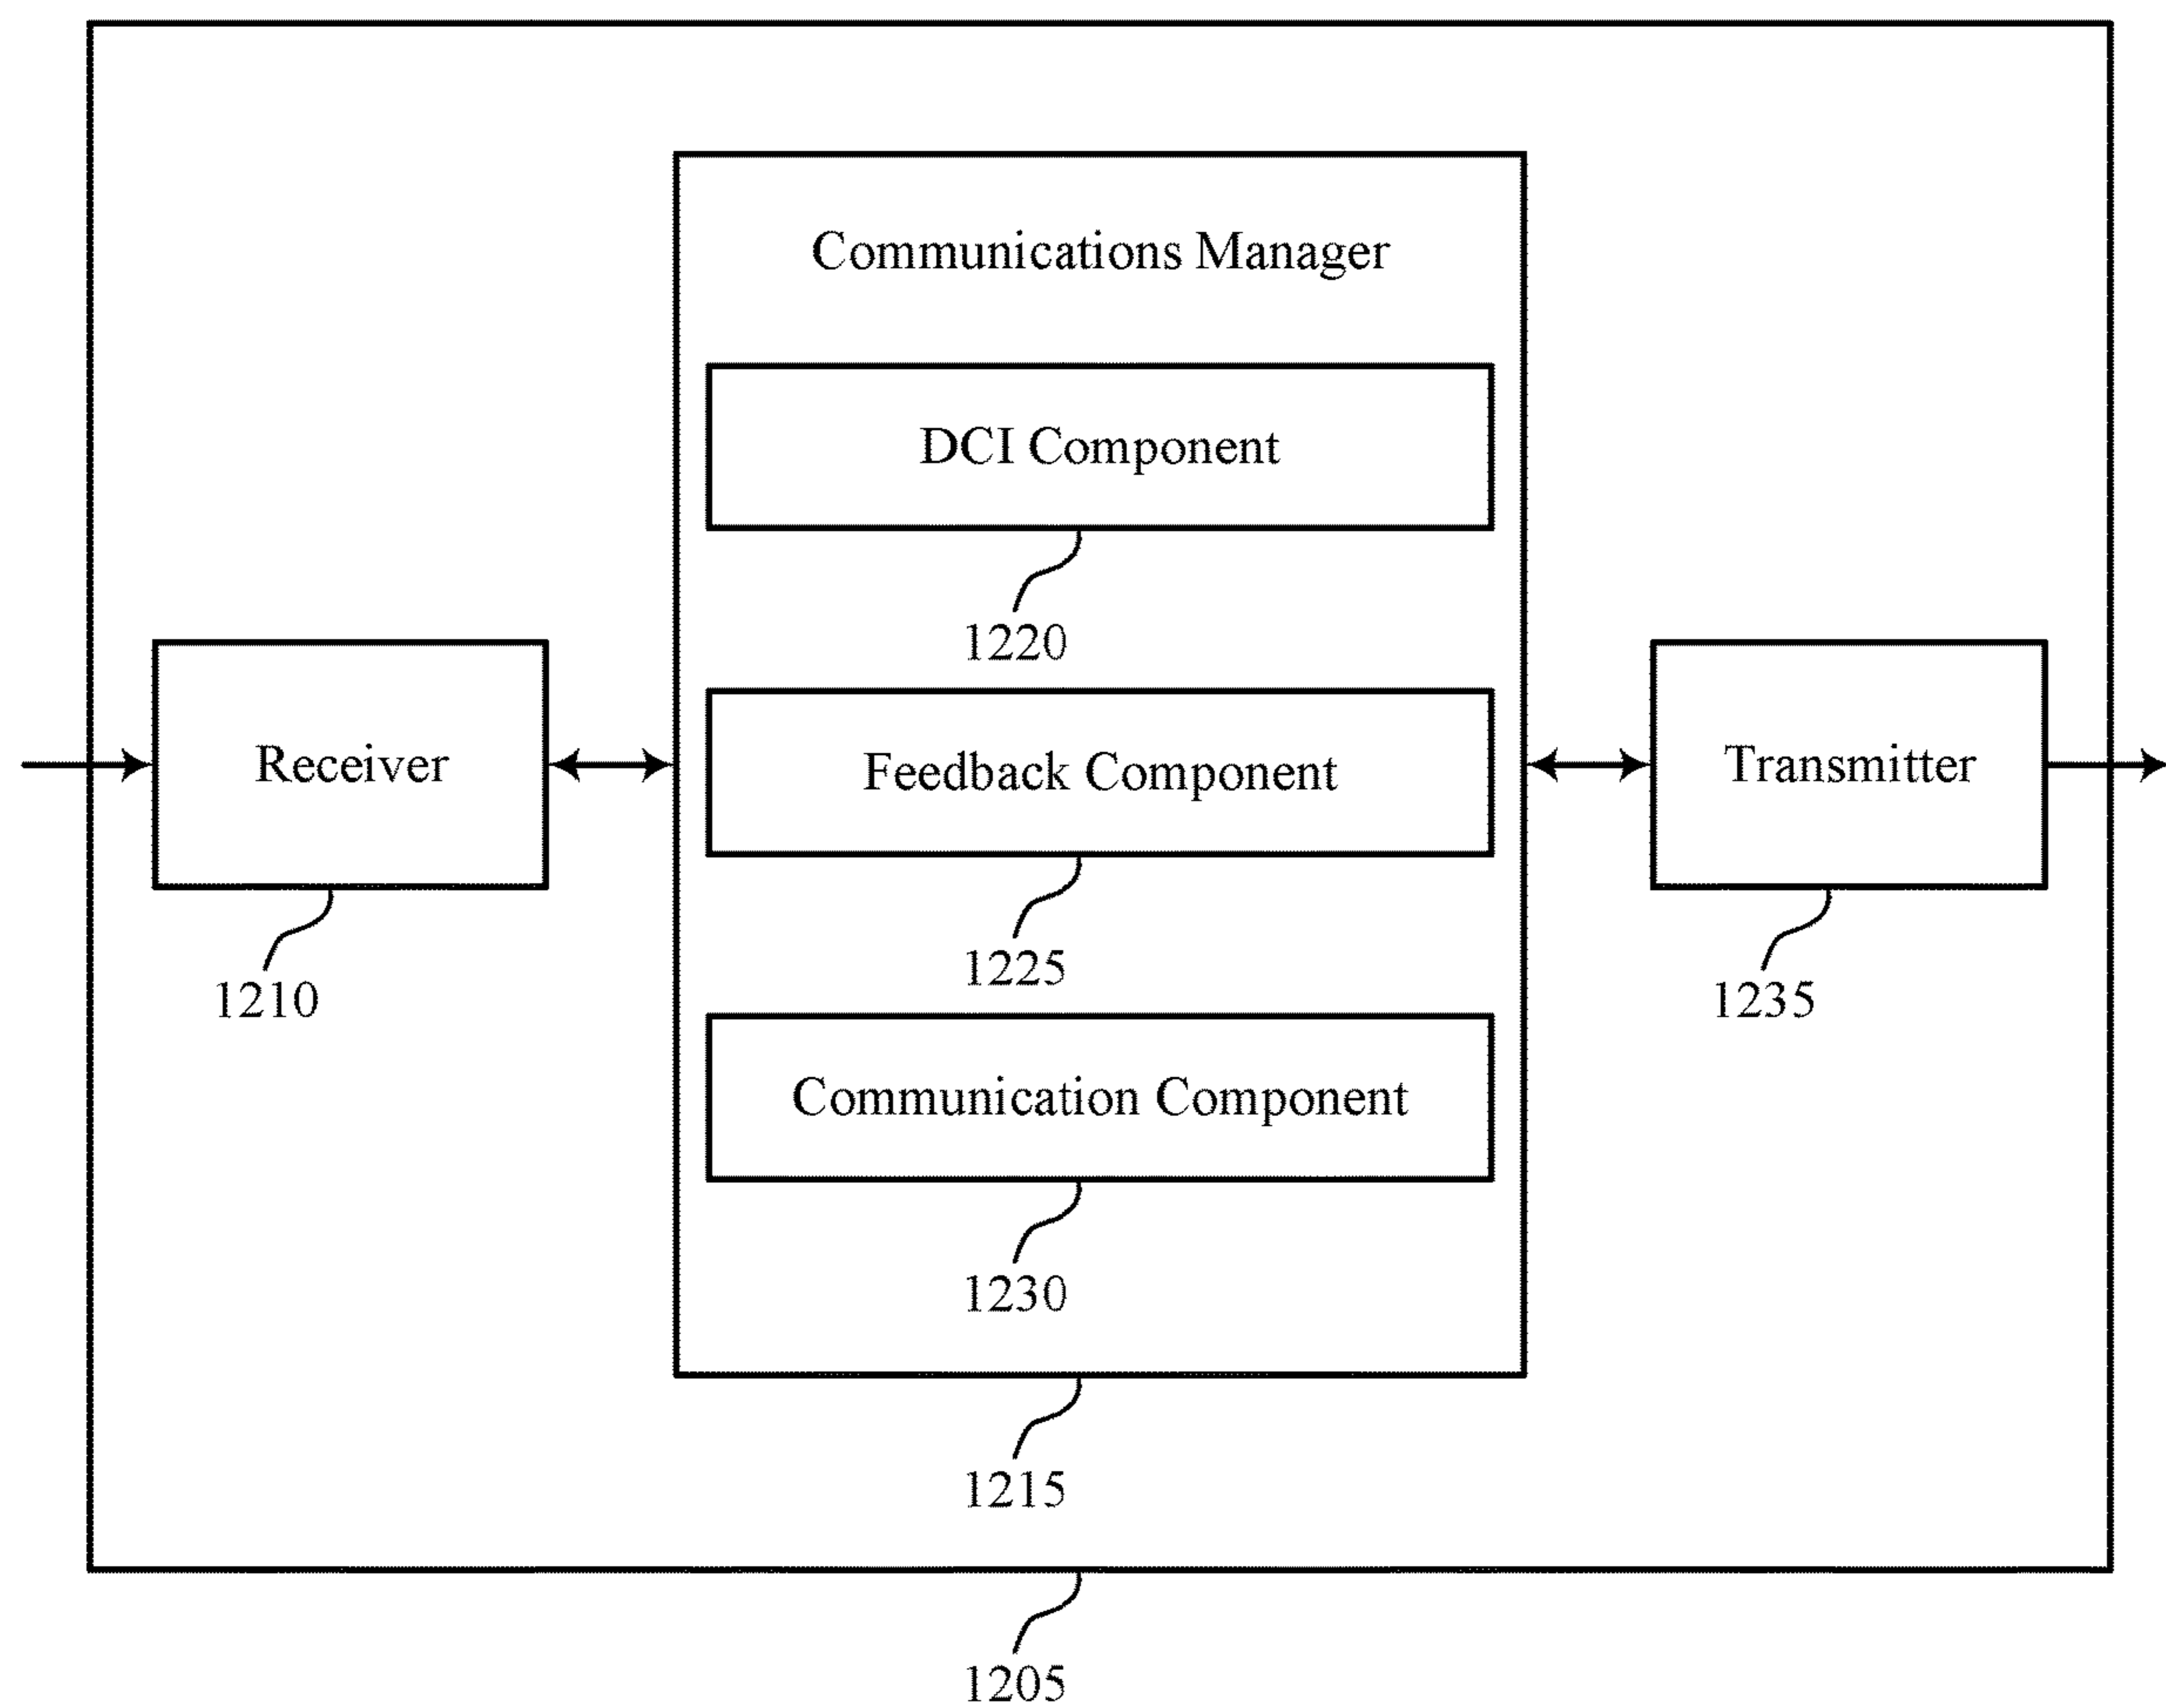 Communications Manager
DCI Component
1220
Receiver
1210
Feedback Component
1225
Transmitter
1235
Communication Component
1230
1215
1205